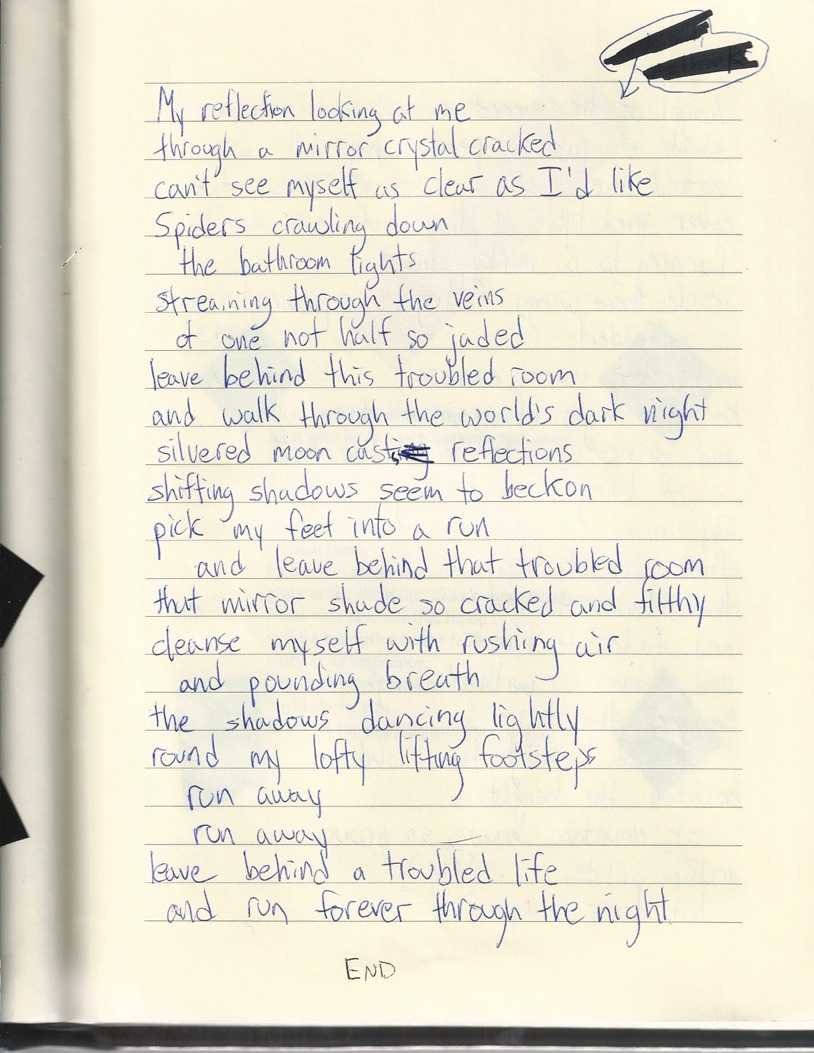 My reflection looking at me
through a mirror crystal cracked
can't see myself as clear as I'd like
Spiders crawling down
the bathroom lights
streaming through the veins
of one not half so jaded
leave behind this troubled room
and walk through the world's dark night
silvered moon casts reflections
shifting shadows seem to beckon
pick my feet into a run
and leave behind that troubled room
that mirror shade so cracked and filthy
cleanse myself with rushing air
and pounding breath
the shadows dancing lightly
round my lofty lifting footsteps
run away
run away
leave behind a troubled life
and run forever through the night
END